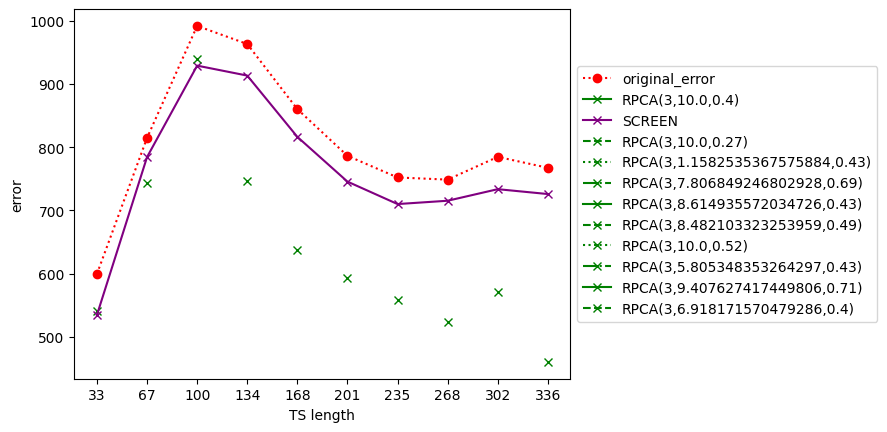 1000
900
800
700
600
500
error
33 67 100 134 168 201 235 268 302 336
TS length
original_error
RPCA(3,10.0,0.4)
SCREEN
RPCA(3,10.0,0.27)
RPCA(3,1.1582535367575884,0.43)
RPCA(3,7.806849246802928,0.69)
RPCA(3,8.614935572034726,0.43)
RPCA(3,8.482103323253959,0.49)
RPCA(3,10.0,0.52)
RPCA(3,5.805348353264297,0.43)
RPCA(3,9.407627417449806,0.71)
RPCA(3,6.918171570479286,0.4)